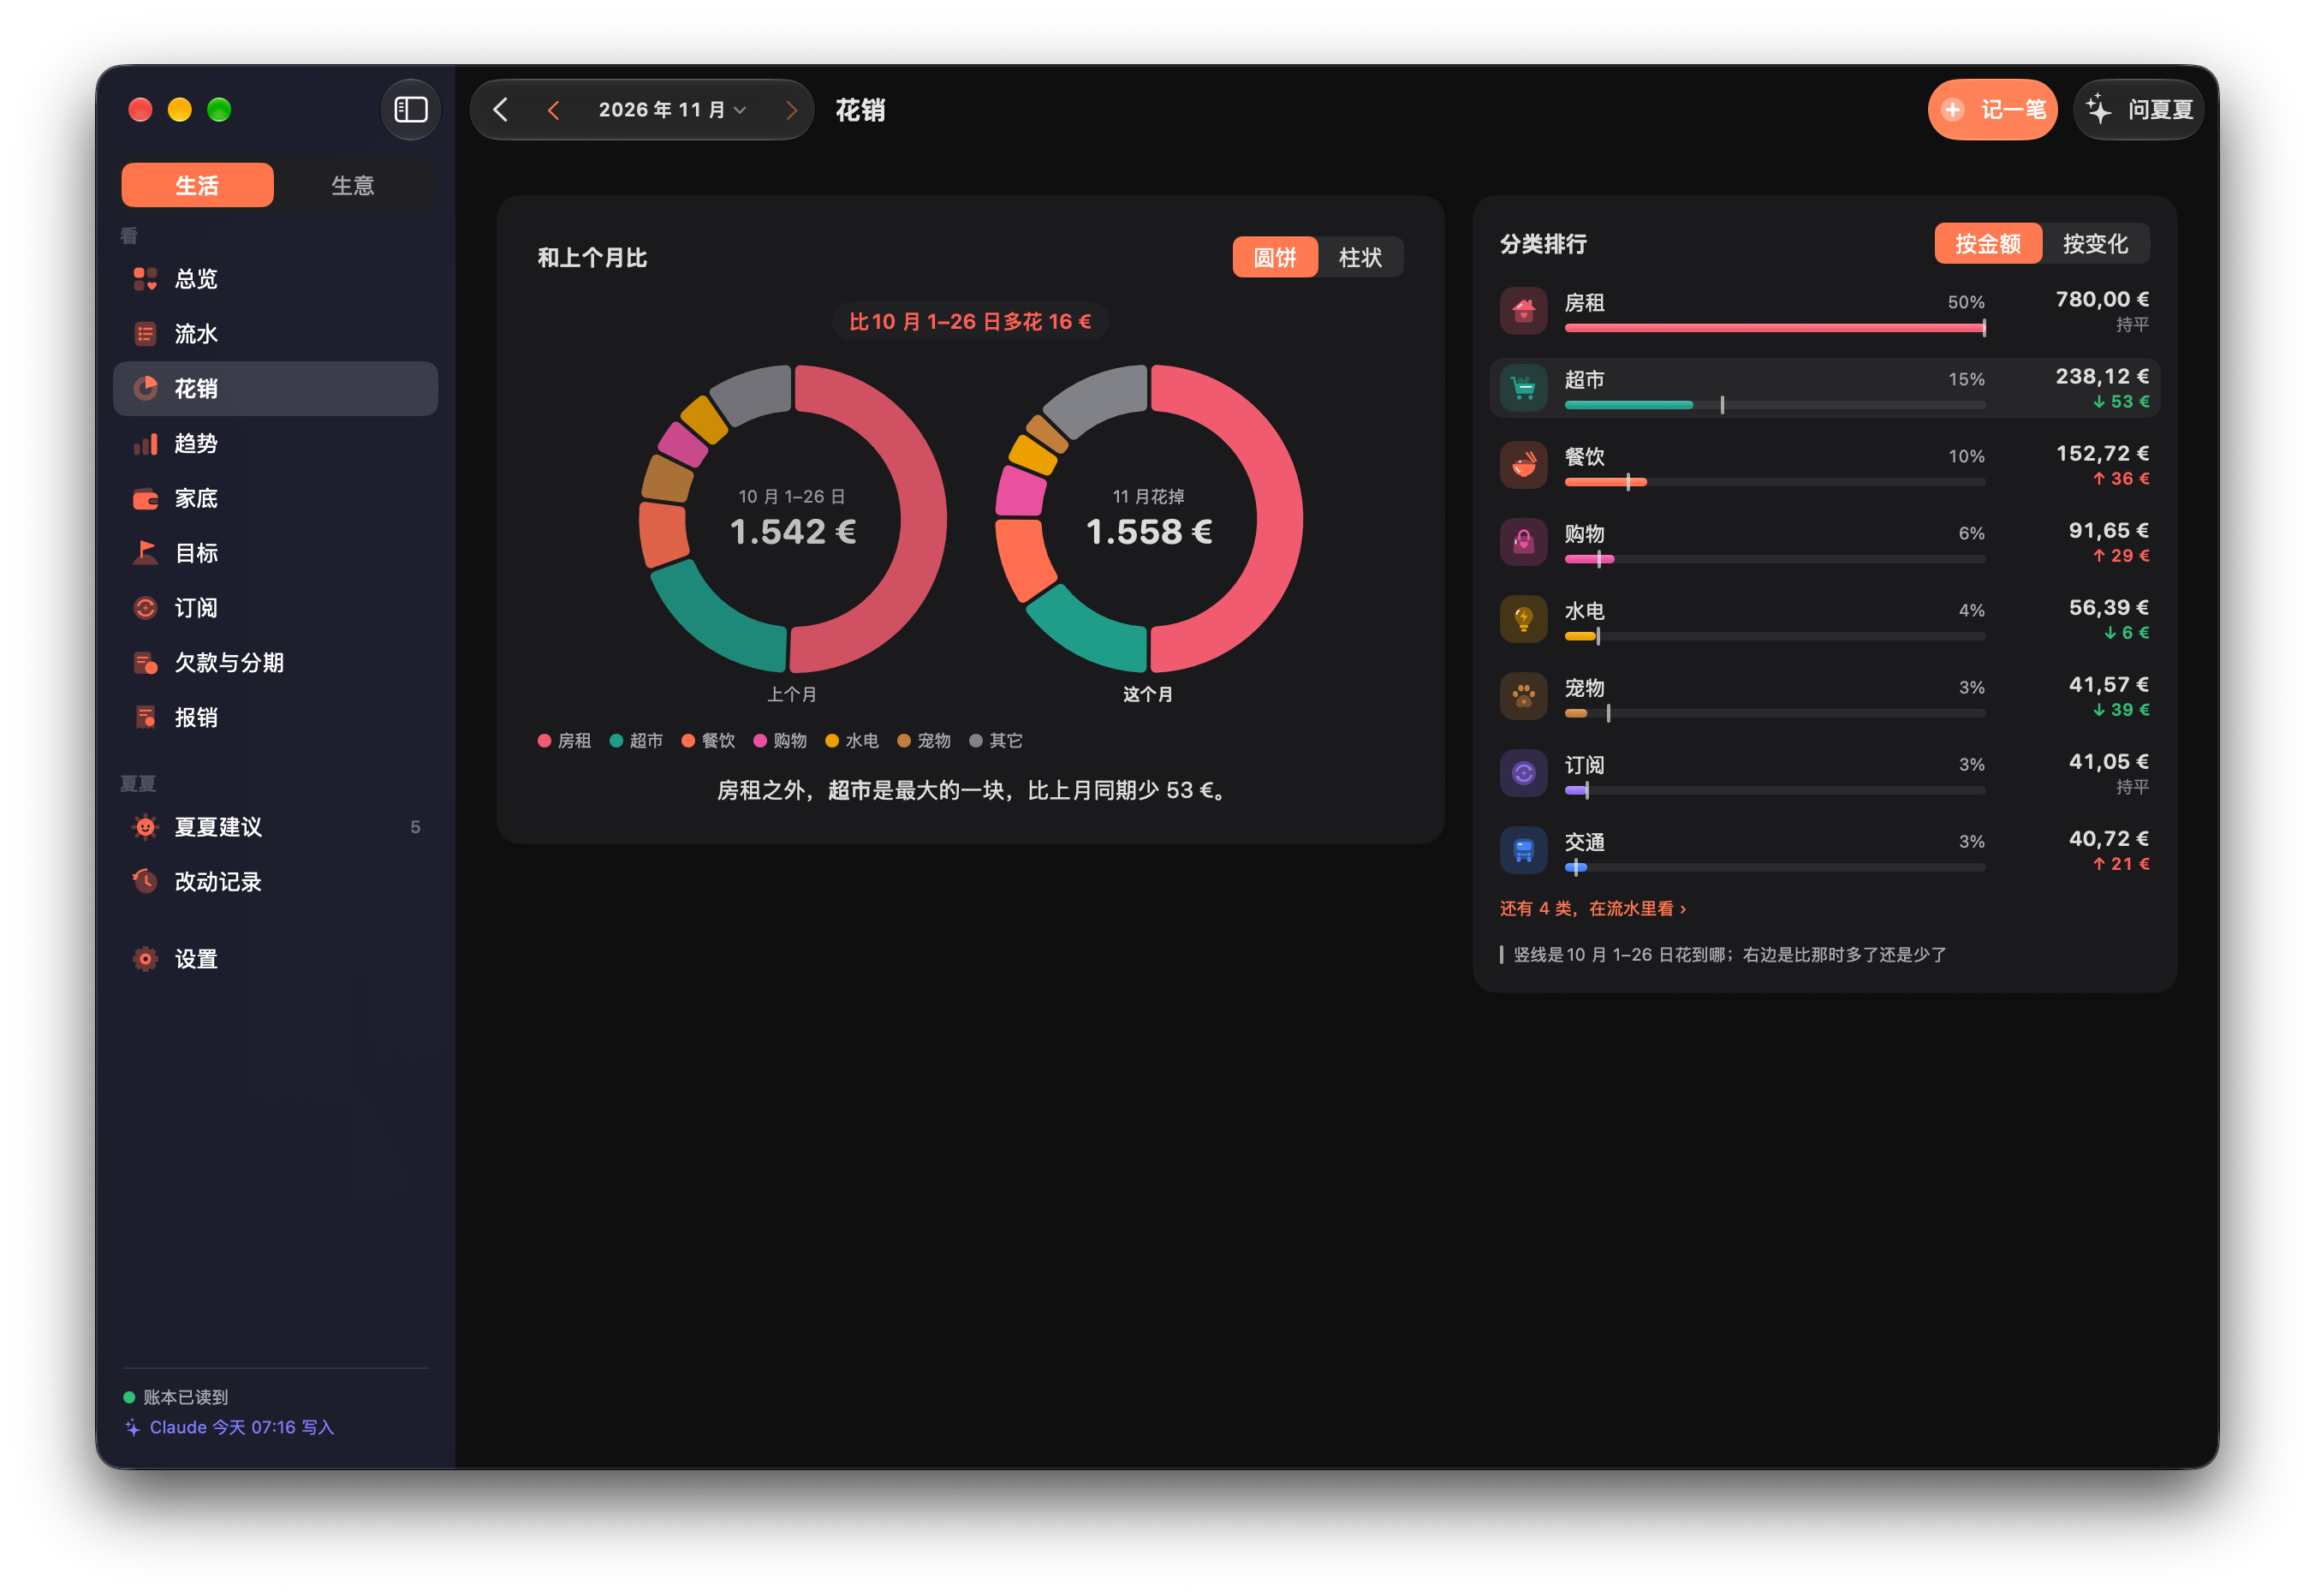 2026 年 11 月
花销
记一笔
问夏夏
生活
生意
看
总览
流水
花销
趋势
家底
目标
订阅
欠款与分期
报销
夏夏
夏夏建议 5
改动记录
设置
账本已读到
Claude 今天 07:16 写入
和上个月比
圆饼
柱状
比10 月 1–26 日多花 16 €
10 月 1–26 日
1.542 €
上个月
11 月花掉
1.558 €
这个月
房租 超市 餐饮 购物 水电 宠物 其它
房租之外，超市是最大的一块，比上月同期少 53 €。
分类排行
按金额
按变化
房租 50% 780,00 €
持平
超市 15% 238,12 €
↓ 53 €
餐饮 10% 152,72 €
↑ 36 €
购物 6% 91,65 €
↑ 29 €
水电 4% 56,39 €
↓ 6 €
宠物 3% 41,57 €
↓ 39 €
订阅 3% 41,05 €
持平
交通 3% 40,72 €
↑ 21 €
还有 4 类，在流水里看 ›
竖线是10 月 1–26 日花到哪；右边是比那时多了还是少了